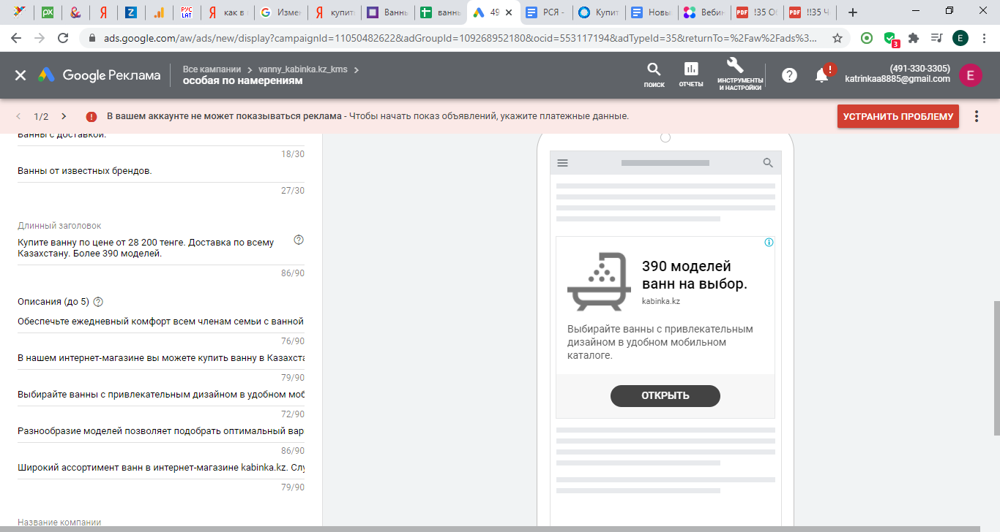 как в
Измен
купить
Ванны
ванны
49
РСЯ -
Купит
Новы
Вебин
!35 О
!!35 Ч
ads.google.com/aw/ads/new/display?campaignId=11050482622&adGroupId=109268952180&ocid=553117194&adTypeId=35&returnTo=%2Faw%2Fads%3...
3
E
Google Реклама
Все кампании > vanny_kabinka.kz_kms >
особая по намерениям
ПОИСК
ОТЧЕТЫ
ИНСТРУМЕНТЫ
И НАСТРОЙКИ
(491-330-3305)
katrinkaa8885@gmail.com
E
1/2
В вашем аккаунте не может показываться реклама - Чтобы начать показ объявлений, укажите платежные данные.
УСТРАНИТЬ ПРОБЛЕМУ
Ванны с доставкой.
18/30
Ванны от известных брендов.
27/30
Длинный заголовок
Купите ванну по цене от 28 200 тенге. Доставка по всему
Казахстану. Более 390 моделей.
86/90
Описания (до 5)
Обеспечьте ежедневный комфорт всем членам семьи с ванной
76/90
В нашем интернет-магазине вы можете купить ванну в Казахста
79/90
Выбирайте ванны с привлекательным дизайном в удобном моб
72/90
Разнообразие моделей позволяет подобрать оптимальный вар
86/90
Широкий ассортимент ванн в интернет-магазине kabinka.kz. Слу
79/90
Название компании
390 моделей
ванн на выбор.
kabinka.kz
Выбирайте ванны с привлекательным
дизайном в удобном мобильном
каталоге.
ОТКРЫТЬ